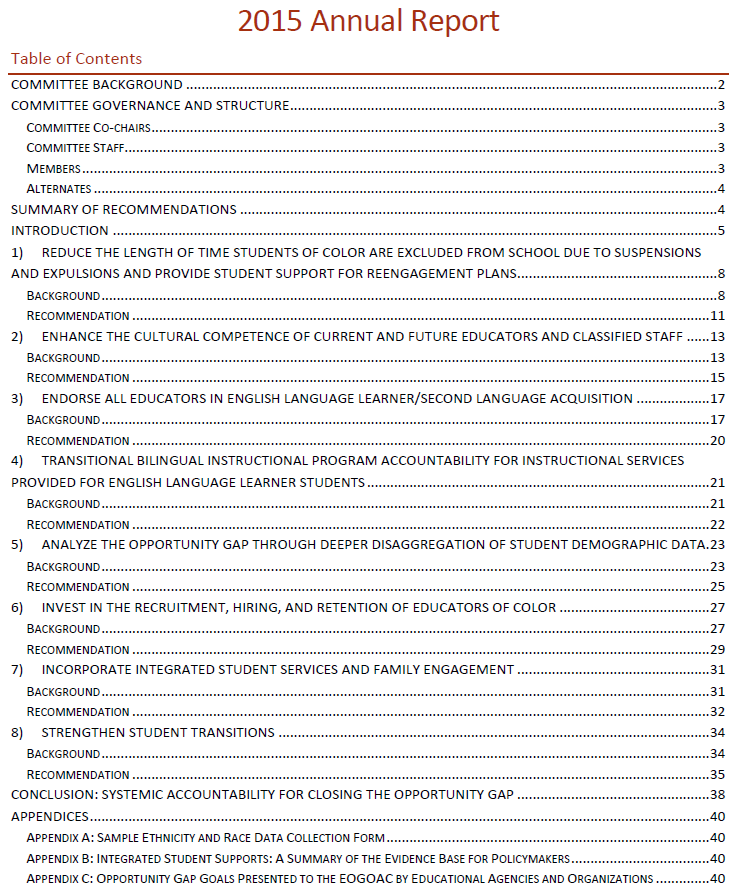 2015 Annual Report
Table of Contents
COMMITTEE BACKGROUND ........ 2
COMMITTEE GOVERNANCE AND STRUCTURE........ 3
COMMITTEE CO-CHAIRS........ 3
COMMITTEE STAFF........ 3
MEMBERS........ 3
ALTERNATES ........ 4
SUMMARY OF RECOMMENDATIONS ........ 4
INTRODUCTION ........ 5
1) REDUCE THE LENGTH OF TIME STUDENTS OF COLOR ARE EXCLUDED FROM SCHOOL DUE TO SUSPENSIONS
AND EXPULSIONS AND PROVIDE STUDENT SUPPORT FOR REENGAGEMENT PLANS........ 8
BACKGROUND........ 8
RECOMMENDATION ........ 11
2) ENHANCE THE CULTURAL COMPETENCE OF CURRENT AND FUTURE EDUCATORS AND CLASSIFIED STAFF ...... 13
BACKGROUND........ 13
RECOMMENDATION ........ 15
3) ENDORSE ALL EDUCATORS IN ENGLISH LANGUAGE LEARNER/SECOND LANGUAGE ACQUISITION ........ 17
BACKGROUND........ 17
RECOMMENDATION ........ 20
4) TRANSITIONAL BILINGUAL INSTRUCTIONAL PROGRAM ACCOUNTABILITY FOR INSTRUCTIONAL SERVICES
PROVIDED FOR ENGLISH LANGUAGE LEARNER STUDENTS ........ 21
BACKGROUND........ 21
RECOMMENDATION ........ 22
5) ANALYZE THE OPPORTUNITY GAP THROUGH DEEPER DISAGGREGATION OF STUDENT DEMOGRAPHIC DATA. 23
BACKGROUND........ 23
RECOMMENDATION ........ 25
6) INVEST IN THE RECRUITMENT, HIRING, AND RETENTION OF EDUCATORS OF COLOR ........ 27
BACKGROUND........ 27
RECOMMENDATION ........ 29
7) INCORPORATE INTEGRATED STUDENT SERVICES AND FAMILY ENGAGEMENT ........ 31
BACKGROUND........ 31
RECOMMENDATION ........ 32
8) STRENGTHEN STUDENT TRANSITIONS ........ 34
BACKGROUND........ 34
RECOMMENDATION ........ 35
CONCLUSION: SYSTEMIC ACCOUNTABILITY FOR CLOSING THE OPPORTUNITY GAP ........ 38
APPENDICES........ 40
APPENDIX A: SAMPLE ETHNICITY AND RACE DATA COLLECTION FORM........ 40
APPENDIX B: INTEGRATED STUDENT SUPPORTS: A SUMMARY OF THE EVIDENCE BASE FOR POLICYMAKERS........ 40
APPENDIX C: OPPORTUNITY GAP GOALS PRESENTED TO THE EOGOAC BY EDUCATIONAL AGENCIES AND ORGANIZATIONS ........ 40